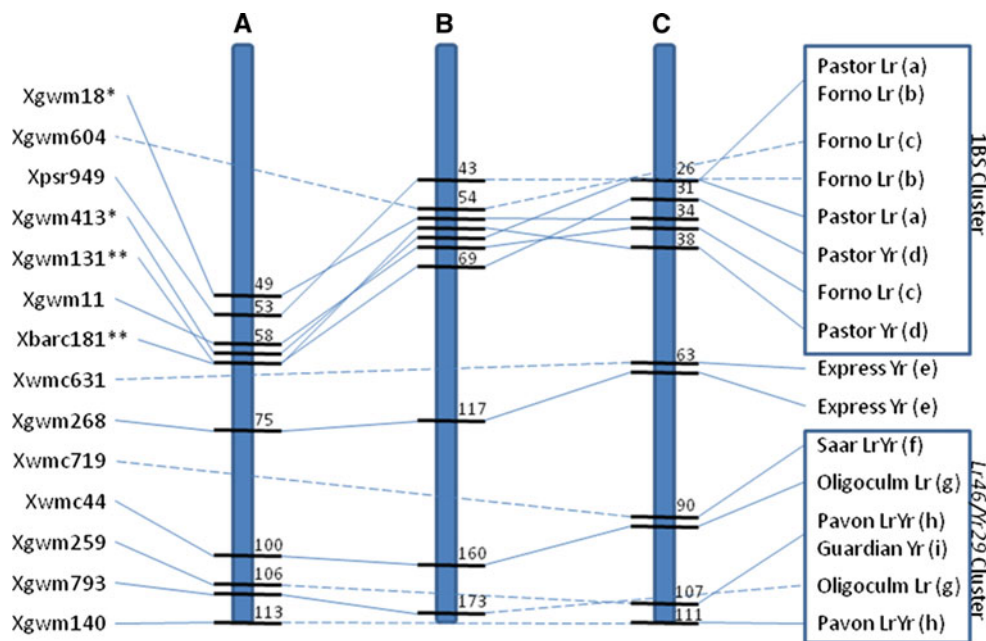 A
B
C
Xgwm18*
Xgwm604
Xpsr949
Xgwm413*
Xgwm131**
Xgwm11
Xbarc181**
Xwmc631
Xgwm268
Xwmc719
Xwmc44
Xgwm259
Xgwm793
Xgwm140
49
53
58
75
100
106
113
43
54
69
117
160
173
26
31
34
38
63
90
107
111
Pastor Lr (a)
Forno Lr (b)
Forno Lr (c)
Forno Lr (b)
Pastor Lr (a)
Pastor Yr (d)
Forno Lr (c)
Pastor Yr (d)
Express Yr (e)
Express Yr (e)
Saar LrYr (f)
Oligoculm Lr (g)
Pavon LrYr (h)
Guardian Yr (i)
Oligoculm Lr (g)
Pavon LrYr (h)
1BS Cluster
Lr46/Yr29 Cluster